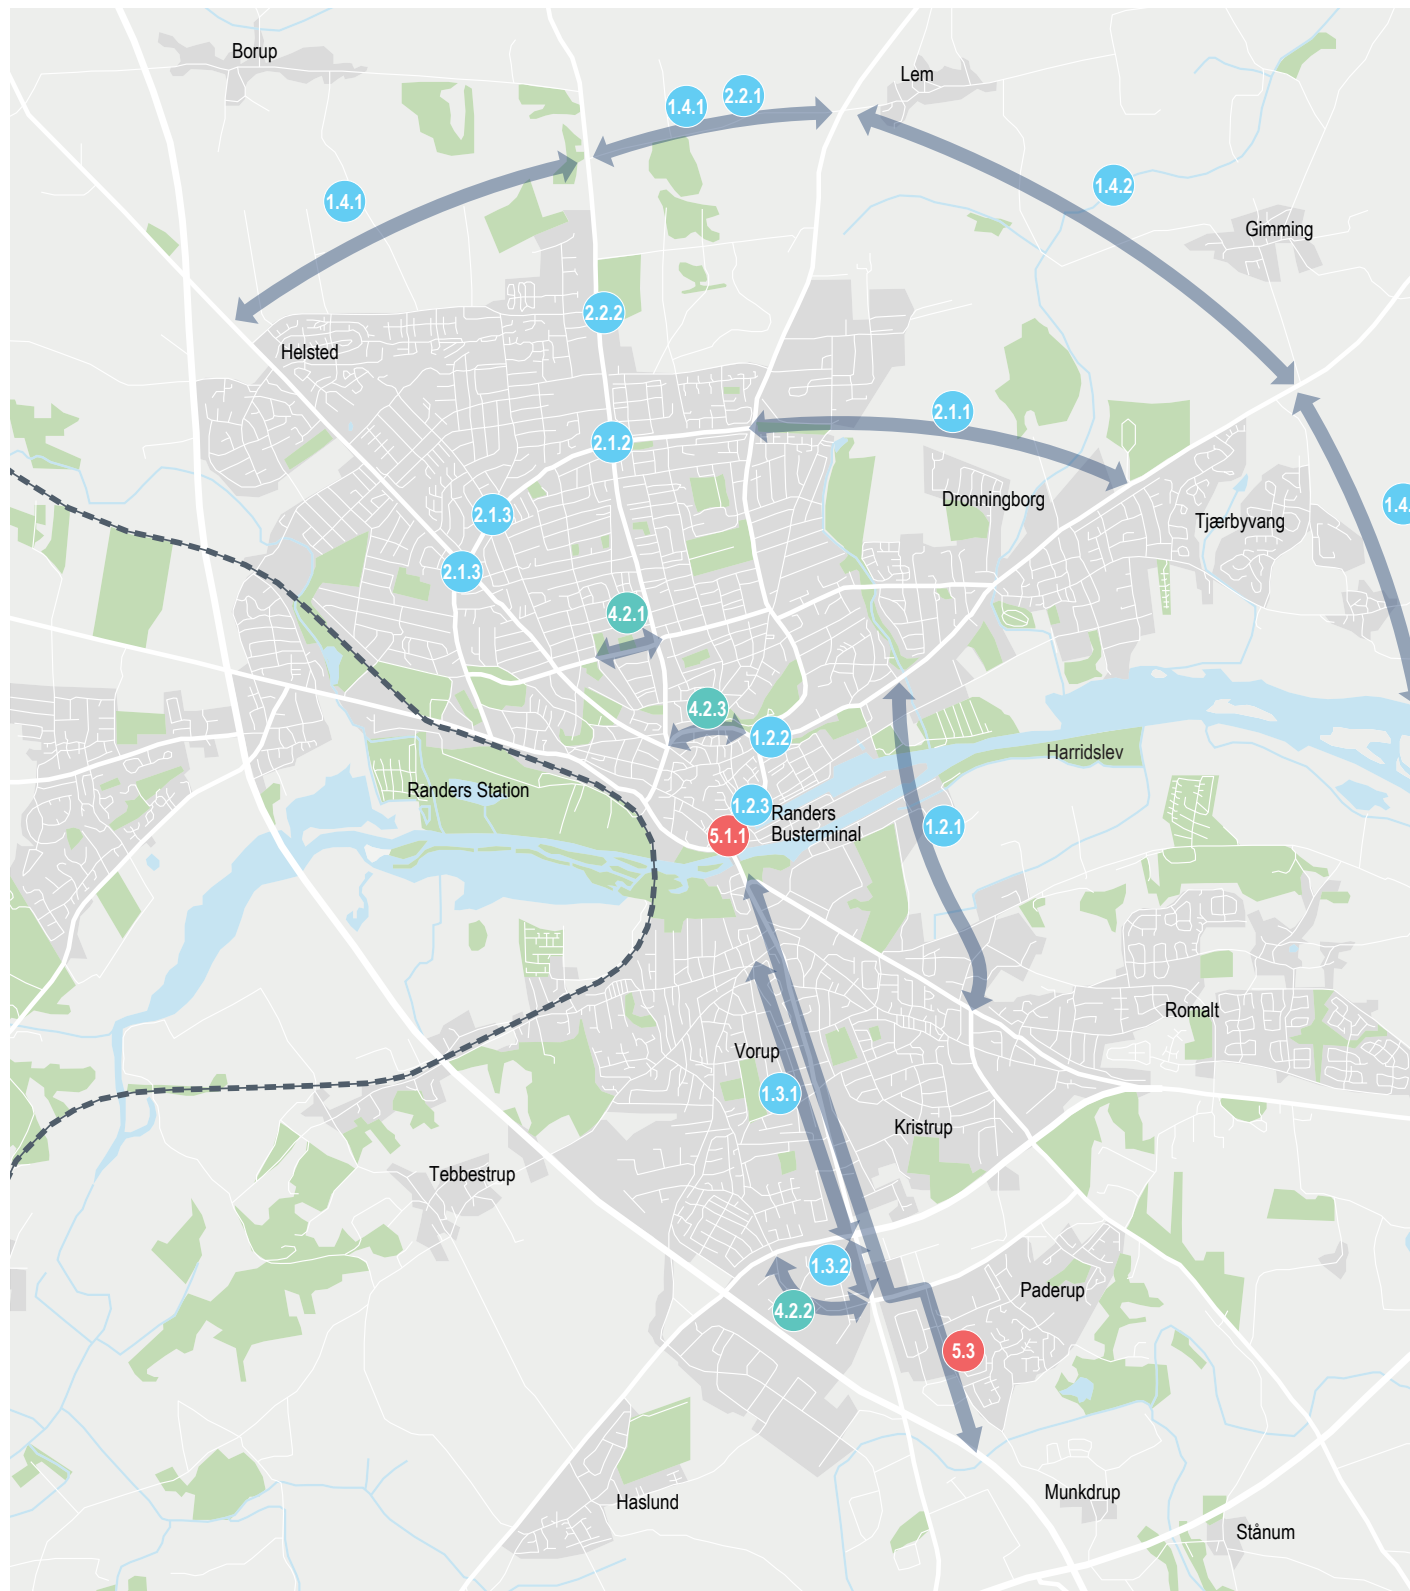 Borup
Lem
2.2.1
1.4.1
1.4.2
1.4.1
Gimming
2.2.2
Helsted
2.1.1
2.1.2
Dronningborg
1.4.
2.1.3
Tjærbyvang
2.1.3
4.2.1
4.2.3
1.2.2
Harridslev
Randers Station
1.2.3
Randers
Busterminal
5.1.1
1.2.1
Romalt
Vorup
1.3.1
Kristrup
Tebbestrup
1.3.2
Paderup
4.2.2
5.3
Munkdrup
Haslund
Stånum